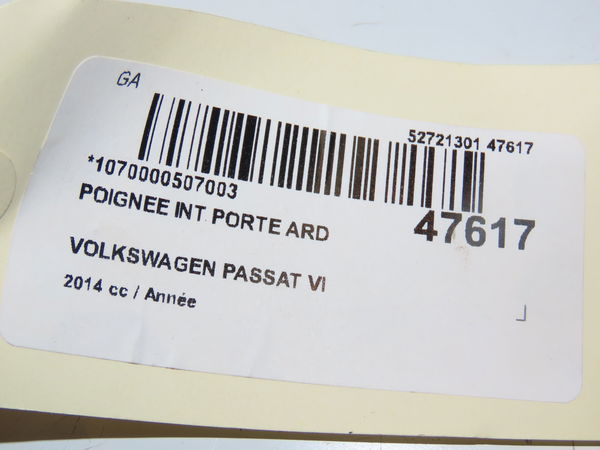 GA
52721301 47617
*1070000507003
POIGNEE INT PORTE ARD
47617
VOLKSWAGEN PASSAT VI
2014 cc / Année